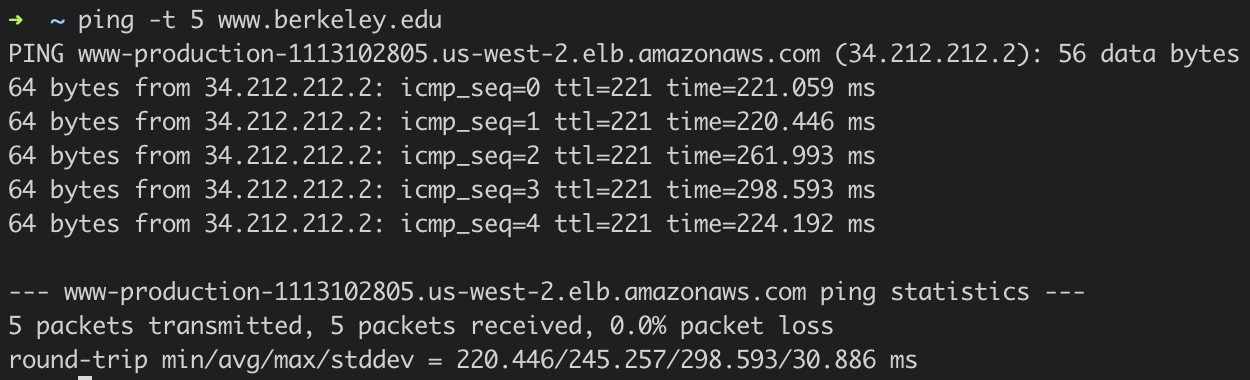 ➜  ~ ping -t 5 www.berkeley.edu
PING www-production-1113102805.us-west-2.elb.amazonaws.com (34.212.212.2): 56 data bytes
64 bytes from 34.212.212.2: icmp_seq=0 ttl=221 time=221.059 ms
64 bytes from 34.212.212.2: icmp_seq=1 ttl=221 time=220.446 ms
64 bytes from 34.212.212.2: icmp_seq=2 ttl=221 time=261.993 ms
64 bytes from 34.212.212.2: icmp_seq=3 ttl=221 time=298.593 ms
64 bytes from 34.212.212.2: icmp_seq=4 ttl=221 time=224.192 ms
--- www-production-1113102805.us-west-2.elb.amazonaws.com ping statistics ---
5 packets transmitted, 5 packets received, 0.0% packet loss
round-trip min/avg/max/stddev = 220.446/245.257/298.593/30.886 ms